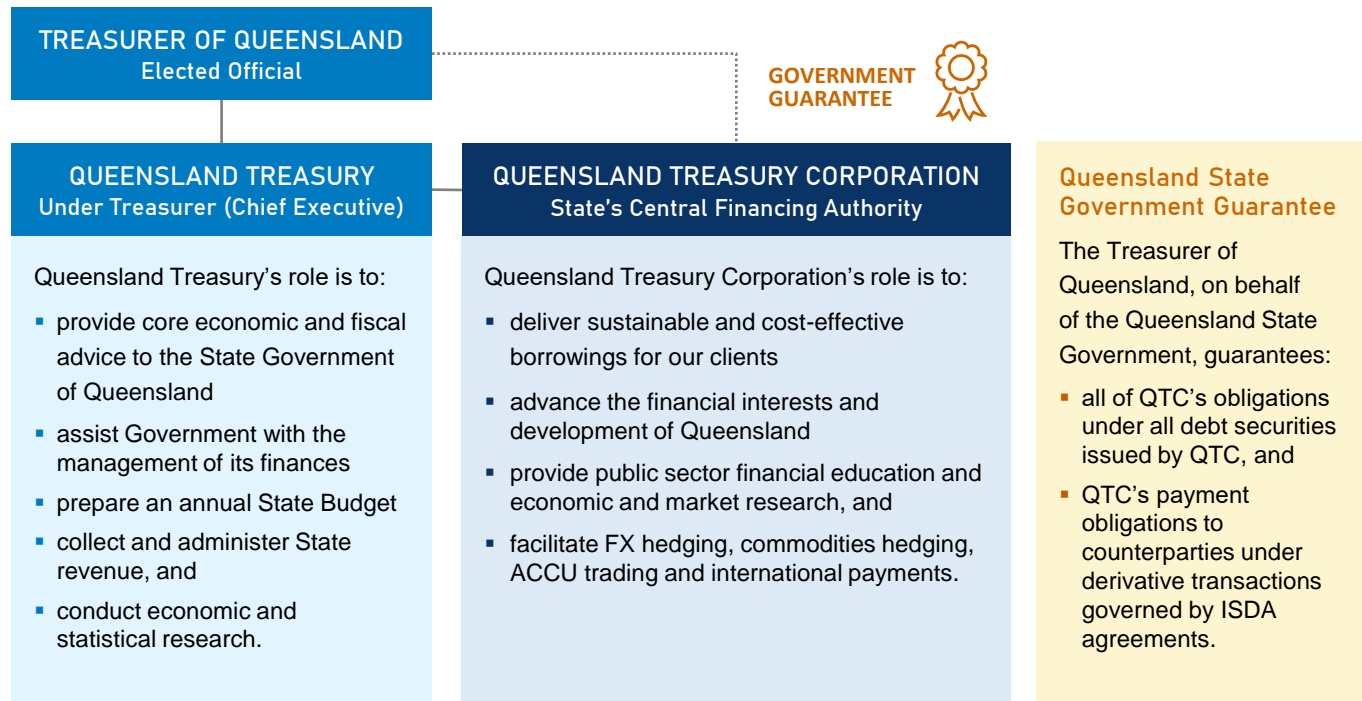 TREASURER OF QUEENSLAND
Elected Official
GOVERNMENT
GUARANTEE
QUEENSLAND TREASURY
Under Treasurer (Chief Executive)
Queensland Treasury’s role is to:
▪ provide core economic and fiscal
advice to the State Government
of Queensland
▪ assist Government with the
management of its finances
▪ prepare an annual State Budget
▪ collect and administer State
revenue, and
▪ conduct economic and
statistical research.
QUEENSLAND TREASURY CORPORATION
State’s Central Financing Authority
Queensland Treasury Corporation’s role is to:
▪ deliver sustainable and cost-effective
borrowings for our clients
▪ advance the financial interests and
development of Queensland
▪ provide public sector financial education and
economic and market research, and
▪ facilitate FX hedging, commodities hedging,
ACCU trading and international payments.
Queensland State
Government Guarantee
The Treasurer of
Queensland, on behalf
of the Queensland State
Government, guarantees:
▪ all of QTC’s obligations
under all debt securities
issued by QTC, and
▪ QTC’s payment
obligations to
counterparties under
derivative transactions
governed by ISDA
agreements.